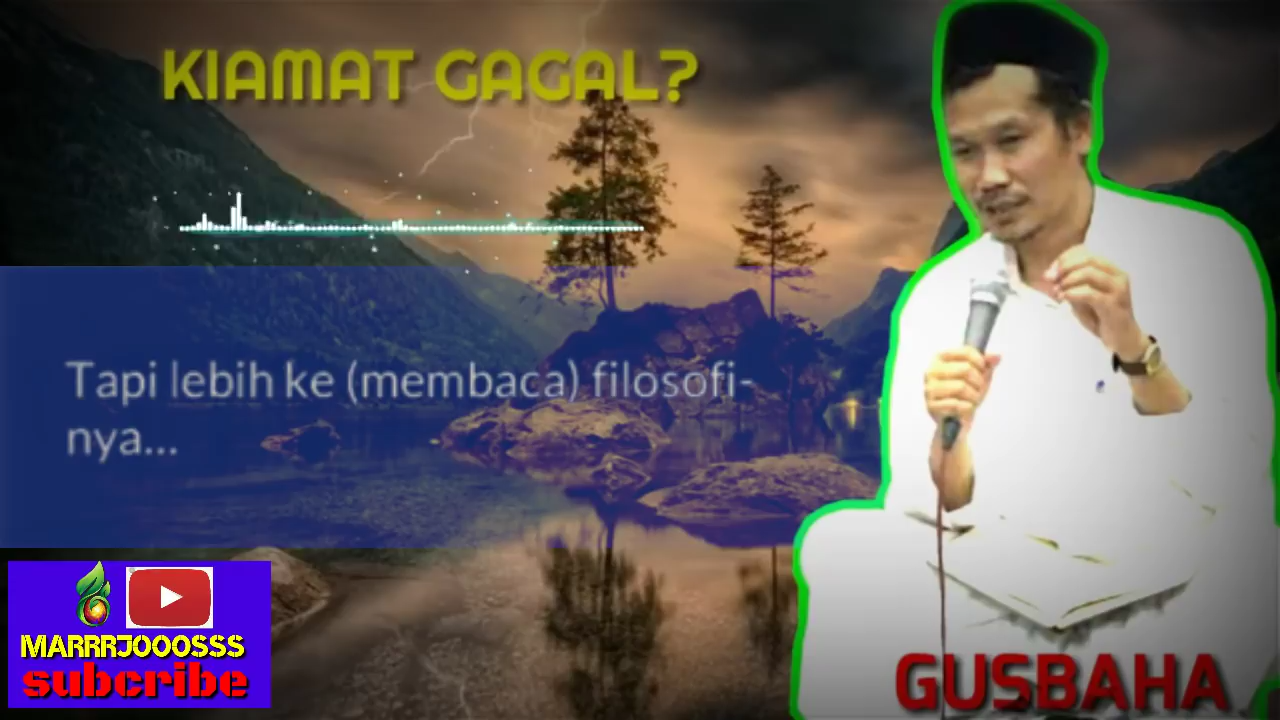 KIAMAT GAGAL?
Tapi lebih ke (membaca) filosofi-
nya...
MARRRJOOOSSS
subcribe
GUSBAHA